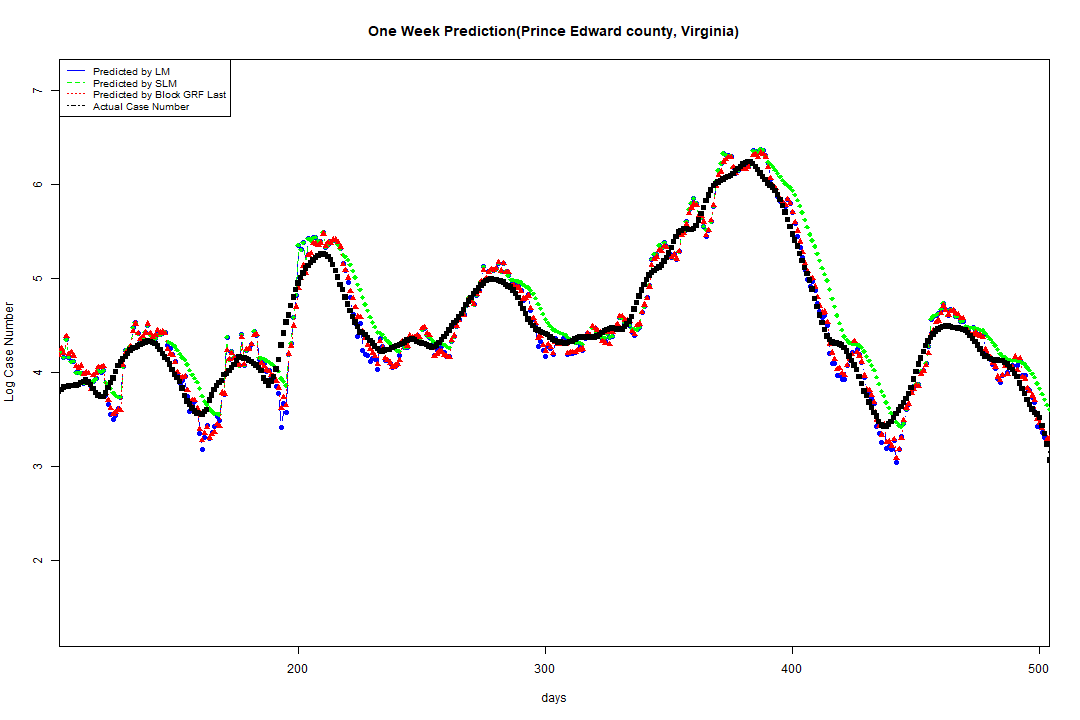 One Week Prediction(Prince Edward county, Virginia)
Predicted by LM
Predicted by SLM
Predicted by Block GRF Last
Actual Case Number
7
6
5
4
3
2
Log Case Number
200 300 400 500
days